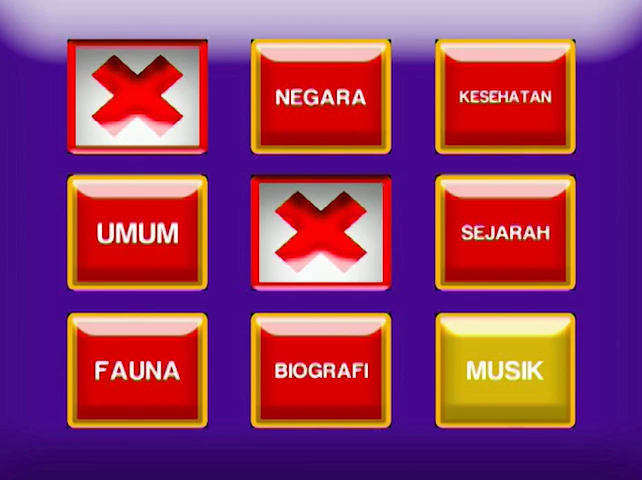 NEGARA
KESEHATAN
UMUM
SEJARAH
FAUNA
BIOGRAFI
MUSIK